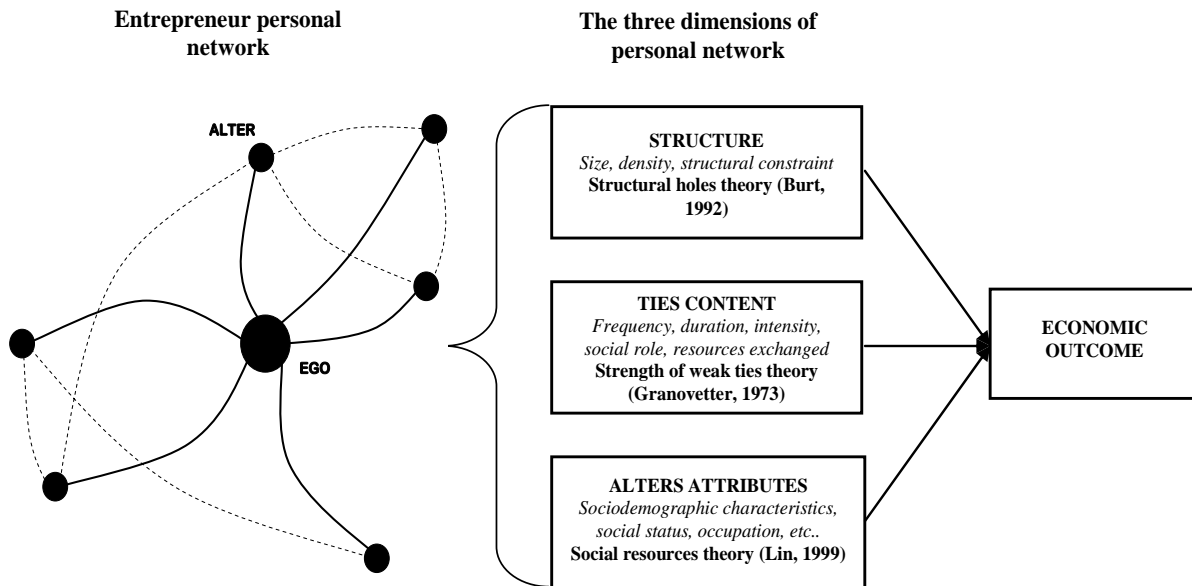 Entrepreneur personal
network
The three dimensions of
personal network
ALTER
EGO
STRUCTURE
Size, density, structural constraint
Structural holes theory (Burt,
1992)
TIES CONTENT
Frequency, duration, intensity,
social role, resources exchanged
Strength of weak ties theory
(Granovetter, 1973)
ALTERS ATTRIBUTES
Sociodemographic characteristics,
social status, occupation, etc..
Social resources theory (Lin, 1999)
ECONOMIC
OUTCOME